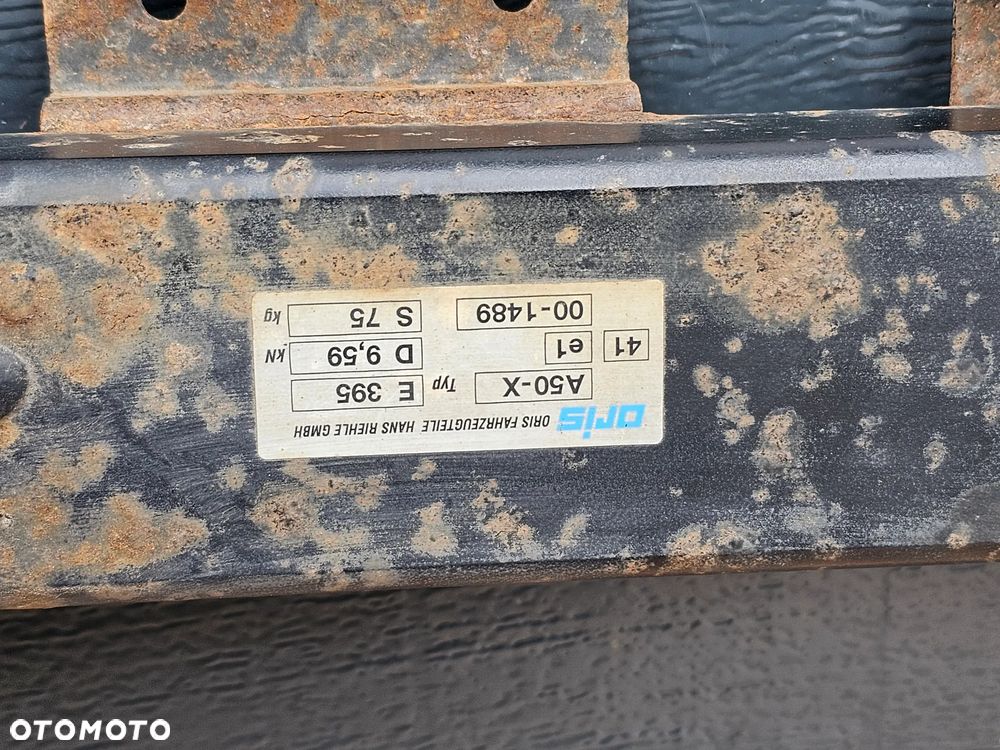 oris ORIS FAHRZEUGTEILE HANS RIEHLE GMBH
A50-X Typ E 395
41 e1 D 9,59 kN
00-1489 S 75 kg
OTOMOTO